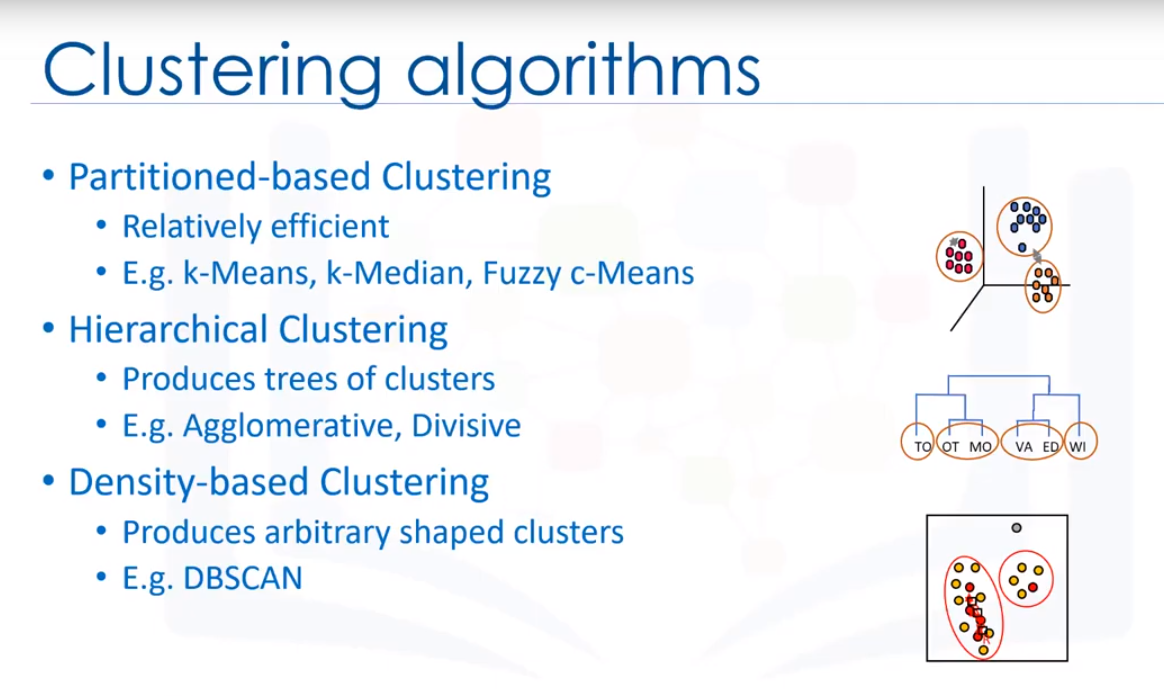 Clustering algorithms
• Partitioned-based Clustering
• Relatively efficient
• E.g. k-Means, k-Median, Fuzzy c-Means
• Hierarchical Clustering
• Produces trees of clusters
• E.g. Agglomerative, Divisive
TO OT MO VA ED WI
• Density-based Clustering
• Produces arbitrary shaped clusters
• E.g. DBSCAN